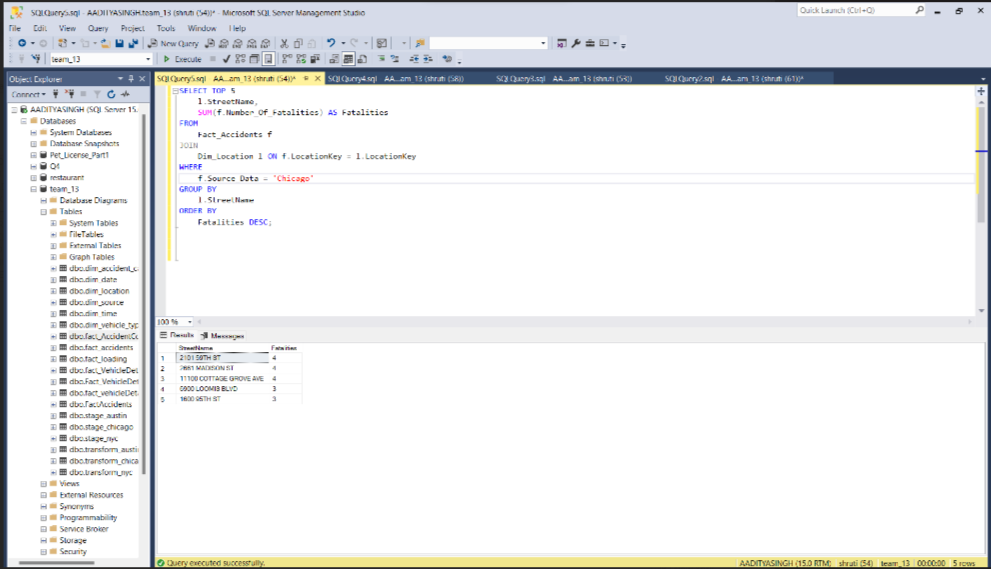 SQLQuery5.sql - AADITYASINGH.team_13 (shruti (54))* - Microsoft SQL Server Management Studio
Quick Launch (Ctrl+Q)
File Edit View Query Project Tools Window Help
New Query
team_13
Execute
Object Explorer
SQLQuery5.sql AA...am_13 (shruti (54))*
SQLQuery4.sql AA...am_13 (shruti (58))
SQLQuery3.sql AA...am_13 (shruti (53))
SQLQuery2.sql AA...am_13 (shruti (61))*
Connect
AADITYASINGH (SQL Server 15.
Databases
System Databases
Database Snapshots
Pet_License_Part1
Q4
restaurant
team_13
Database Diagrams
Tables
System Tables
FileTables
External Tables
Graph Tables
dbo.dim_accident_c
dbo.dim_date
dbo.dim_location
dbo.dim_source
dbo.dim_time
dbo.dim_vehicle_typ
dbo.fact_AccidentCo
dbo.fact_accidents
dbo.fact_loading
dbo.fact_VehicleDet
dbo.Fact_VehicleDet
dbo.fact_vehicleDet
dbo.FactAccidents
dbo.stage_austin
dbo.stage_chicago
dbo.stage_nyc
dbo.transform_austi
dbo.transform_chica
dbo.transform_nyc
Views
External Resources
Synonyms
Programmability
Service Broker
Storage
Security
SELECT TOP 5
l.StreetName,
SUM(f.Number_Of_Fatalities) AS Fatalities
FROM
Fact_Accidents f
JOIN
Dim_Location l ON f.LocationKey = l.LocationKey
WHERE
f.Source_Data = 'Chicago'
GROUP BY
l.StreetName
ORDER BY
Fatalities DESC;
100 %
Results Messages
StreetName Fatalities
1 2101 59TH ST 4
2 2661 MADISON ST 4
3 11100 COTTAGE GROVE AVE 4
4 6900 LOOMIS BLVD 3
5 1600 95TH ST 3
Query executed successfully.
AADITYASINGH (15.0 RTM) shruti (54) team_13 00:00:00 5 rows